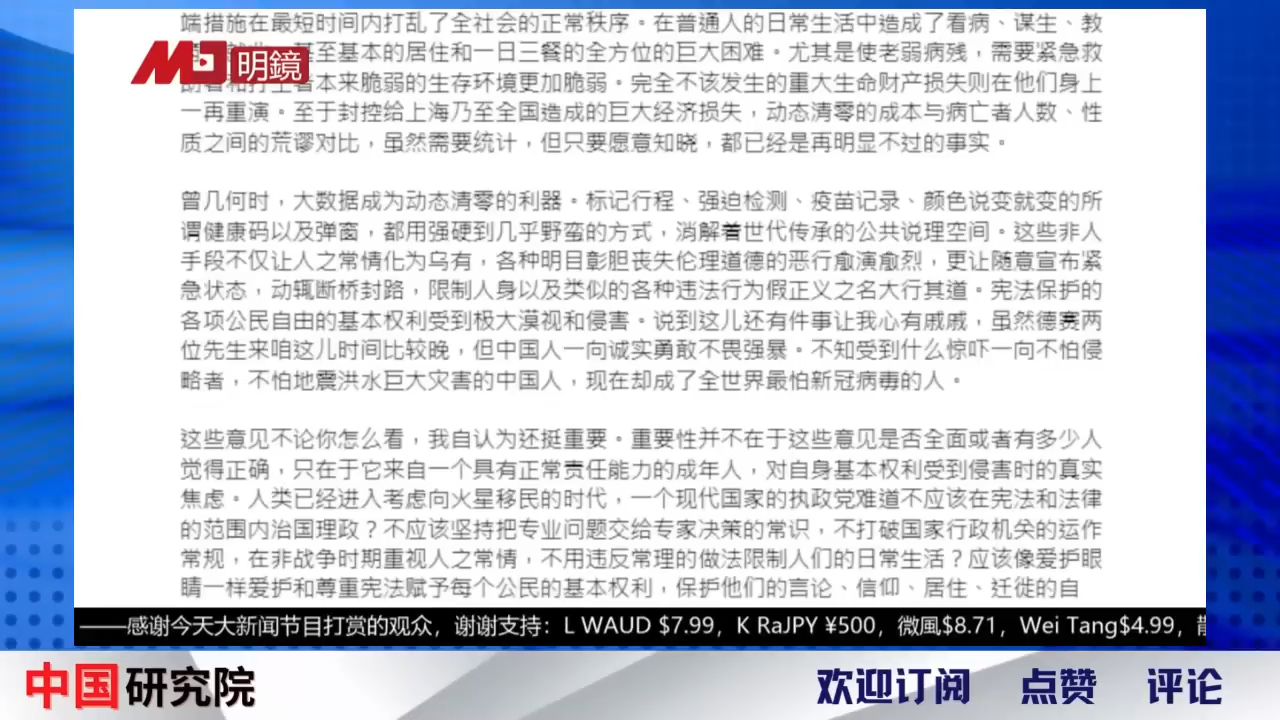 端措施在最短时间内打乱了全社会的正常秩序。在普通人的日常生活中造成了看病、谋生、教
甚至基本的居住和一日三餐的全方位的巨大困难。尤其是使老弱病残，需要紧急救
明鏡
本来脆弱的生存环境更加脆弱。完全不该发生的重大生命财产损失则在他们身上
一再重演。至于封控给上海乃至全国造成的巨大经济损失，动态清零的成本与病亡者人数、性
质之间的荒谬对比，虽然需要统计，但只要愿意知晓，都已经是再明显不过的事实。
曾几何时，大数据成为动态清零的利器。标记行程、强迫检测、疫苗记录、颜色说变就变的所
谓健康码以及弹窗，都用强硬到几乎野蛮的方式，消解着世代传承的公共说理空间。这些非人
手段不仅让人之常情化为乌有，各种明目彰胆丧失伦理道德的恶行愈演愈烈，更让随意宣布紧
急状态，动辄断桥封路，限制人身以及类似的各种违法行为假正义之名大行其道。宪法保护的
各项公民自由的基本权利受到极大漠视和侵害。说到这儿还有件事让我心有戚戚，虽然德赛两
位先生来咱这儿时间比较晚，但中国人一向诚实勇敢不畏强暴。不知受到什么惊吓一向不怕侵
略者，不怕地震洪水巨大灾害的中国人，现在却成了全世界最怕新冠病毒的人。
这些意见不论你怎么看，我自认为还挺重要。重要性并不在于这些意见是否全面或者有多少人
觉得正确，只在于它来自一个具有正常责任能力的成年人，对自身基本权利受到侵害时的真实
焦虑。人类已经进入考虑向火星移民的时代，一个现代国家的执政党难道不应该在宪法和法律
的范围内治国理政？不应该坚持把专业问题交给专家决策的常识，不打破国家行政机关的运作
常规，在非战争时期重视人之常情，不用违反常理的做法限制人们的日常生活？应该像爱护眼
睛一样爱护和尊重宪法赋予每个公民的基本权利，保护他们的言论、信仰、居住、迁徙的自
——感谢今天大新闻节目打赏的观众，谢谢支持：L WAUD $7.99，K RaJPY ¥500，微風$8.71，Wei Tang$4.99，
中国研究院
欢迎订阅 点赞 评论